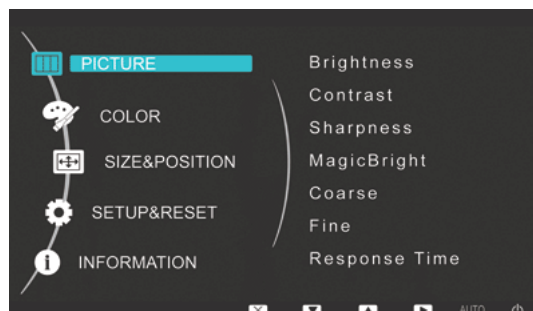 PICTURE
COLOR
SIZE&POSITION
SETUP&RESET
INFORMATION
Brightness
Contrast
Sharpness
MagicBright
Coarse
Fine
Response Time
AUTO